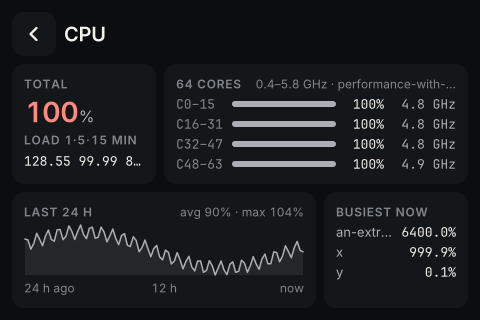 CPU
TOTAL
100%
LOAD 1·5·15 MIN
128.55 99.99 8…
64 CORES 0.4–5.8 GHz · performance-with-…
C0–15 100% 4.8 GHz
C16–31 100% 4.8 GHz
C32–47 100% 4.8 GHz
C48–63 100% 4.9 GHz
LAST 24 H avg 90% · max 104%
24 h ago 12 h now
BUSIEST NOW
an-extr… 6400.0%
x 999.9%
y 0.1%